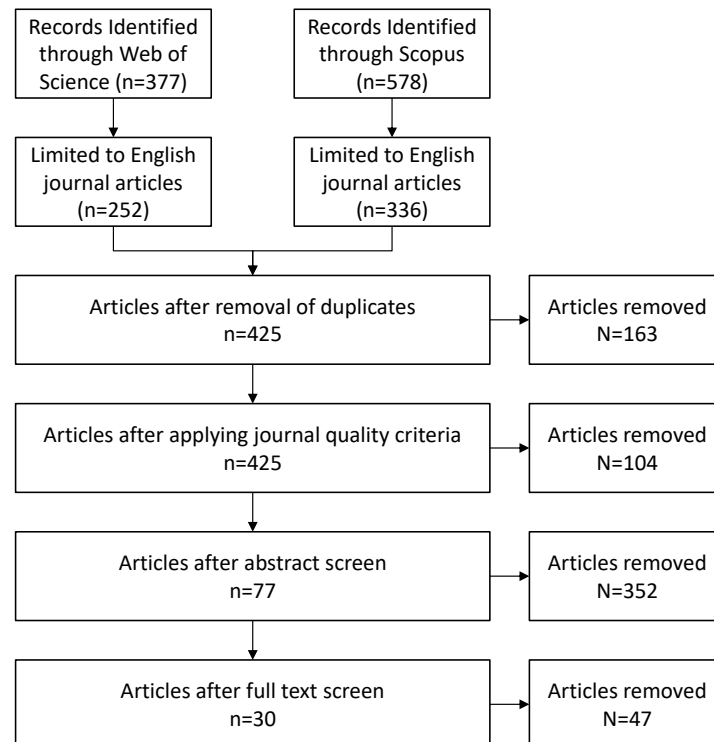 Records Identified
through Web of
Science (n=377)
Records Identified
through Scopus
(n=578)
Limited to English
journal articles
(n=252)
Limited to English
journal articles
(n=336)
Articles after removal of duplicates
n=425
Articles removed
N=163
Articles after applying journal quality criteria
n=425
Articles removed
N=104
Articles after abstract screen
n=77
Articles removed
N=352
Articles after full text screen
n=30
Articles removed
N=47